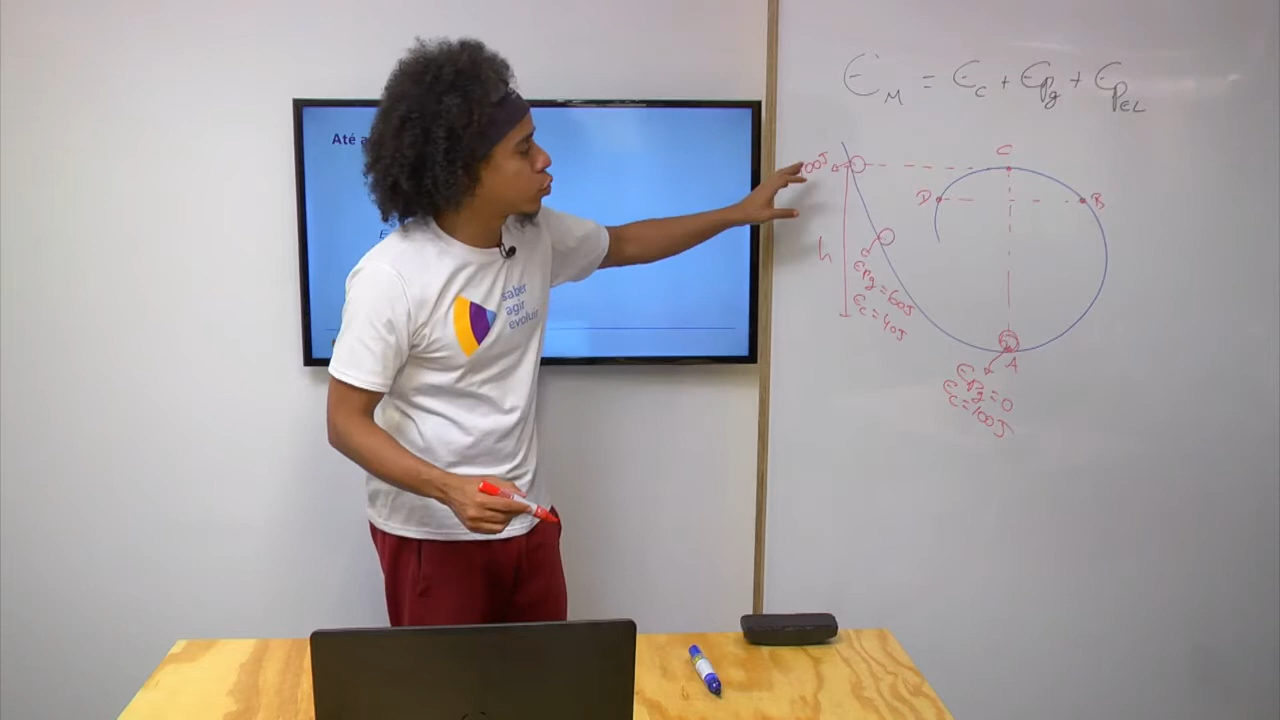 Até a
E
saber
agir
evoluir
E_M = E_c + E_Pg + E_PEL
100J
C
D
B
h
E_Pg = 60J
E_c = 40J
A
E_Pg = 0
E_c = 100J